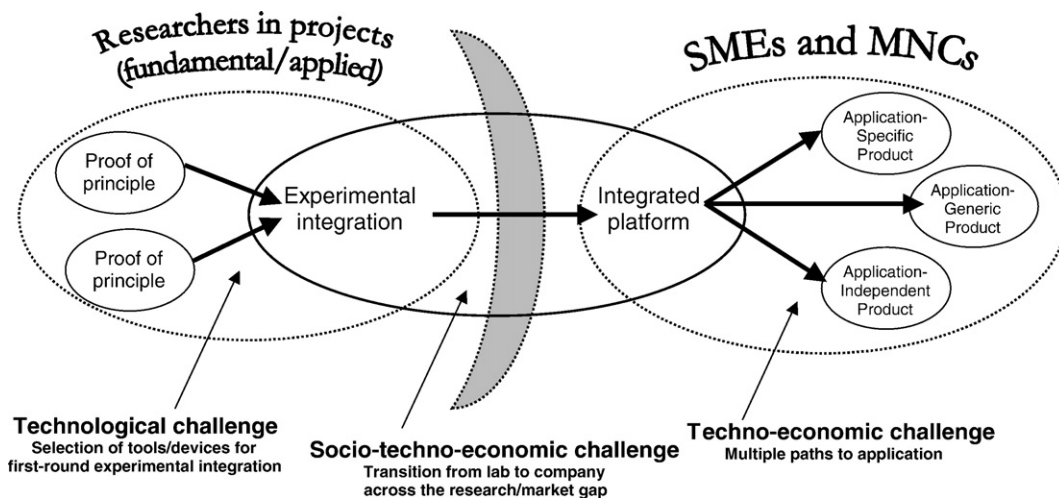 Researchers in projects
(fundamental/applied)
SMEs and MNCs
Proof of
principle
Proof of
principle
Experimental
integration
Integrated
platform
Application-
Specific
Product
Application-
Generic
Product
Application-
Independent
Product
Technological challenge
Selection of tools/devices for
first-round experimental integration
Socio-techno-economic challenge
Transition from lab to company
across the research/market gap
Techno-economic challenge
Multiple paths to application